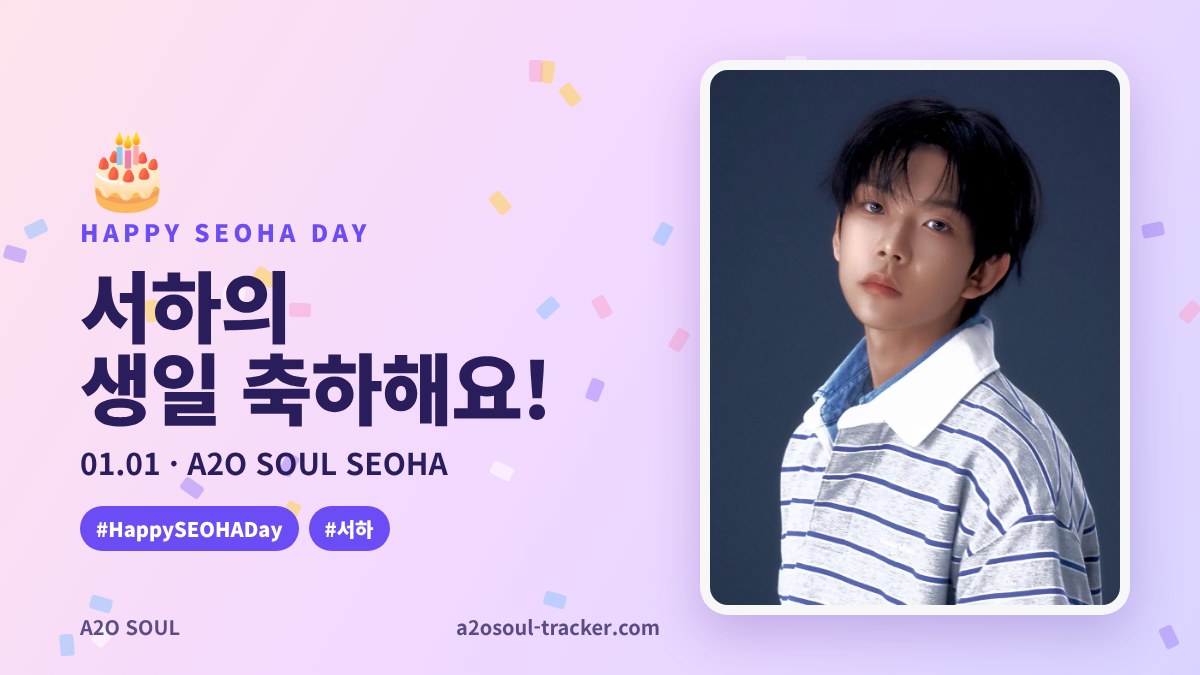 HAPPY SEOHA DAY
서하의
생일 축하해요!
01.01 · A2O SOUL SEOHA
#HappySEOHADay #서하
A2O SOUL
a2osoul-tracker.com